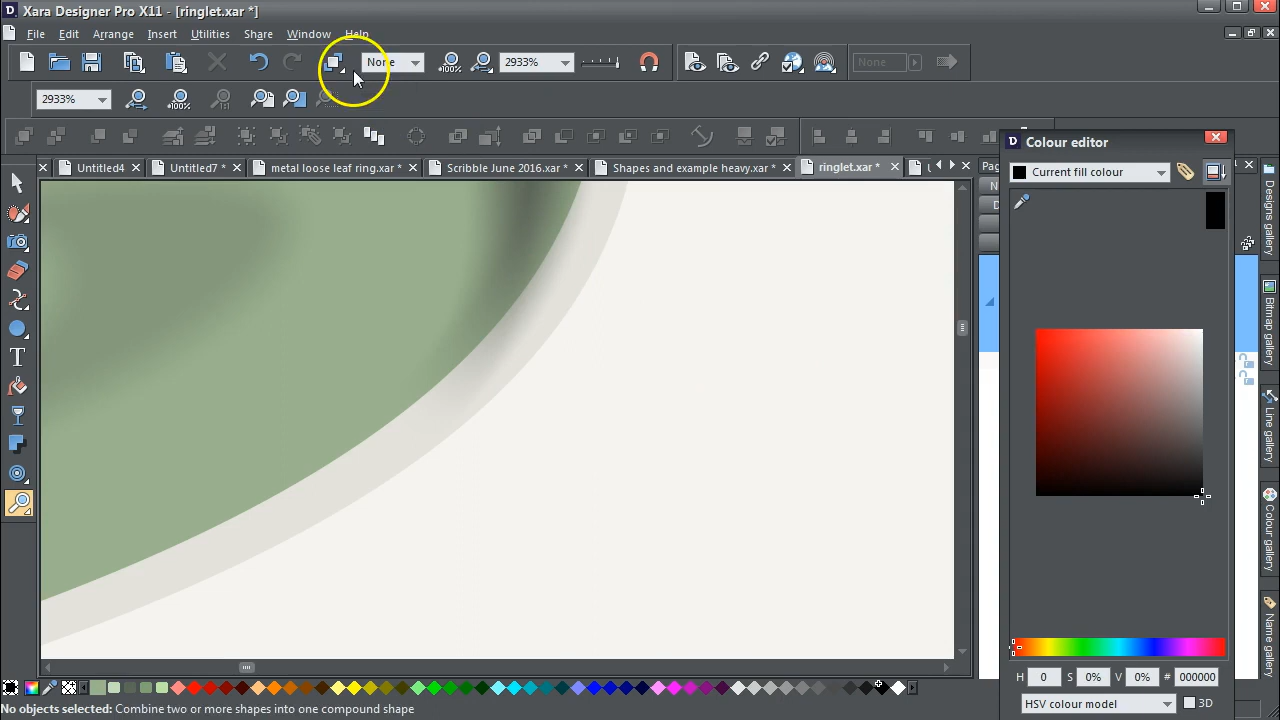 Xara Designer Pro X11 - [ringlet.xar *]
File Edit Arrange Insert Utilities Share Window Help
None 2933% None
2933%
Untitled4 Untitled7 * metal loose leaf ring.xar * Scribble June 2016.xar * Shapes and example heavy.xar * ringlet.xar *
Colour editor
Current fill colour
H 0 S 0% V 0% # 000000
HSV colour model 3D
Designs gallery
Bitmap gallery
Line gallery
Colour gallery
Name gallery
No objects selected: Combine two or more shapes into one compound shape